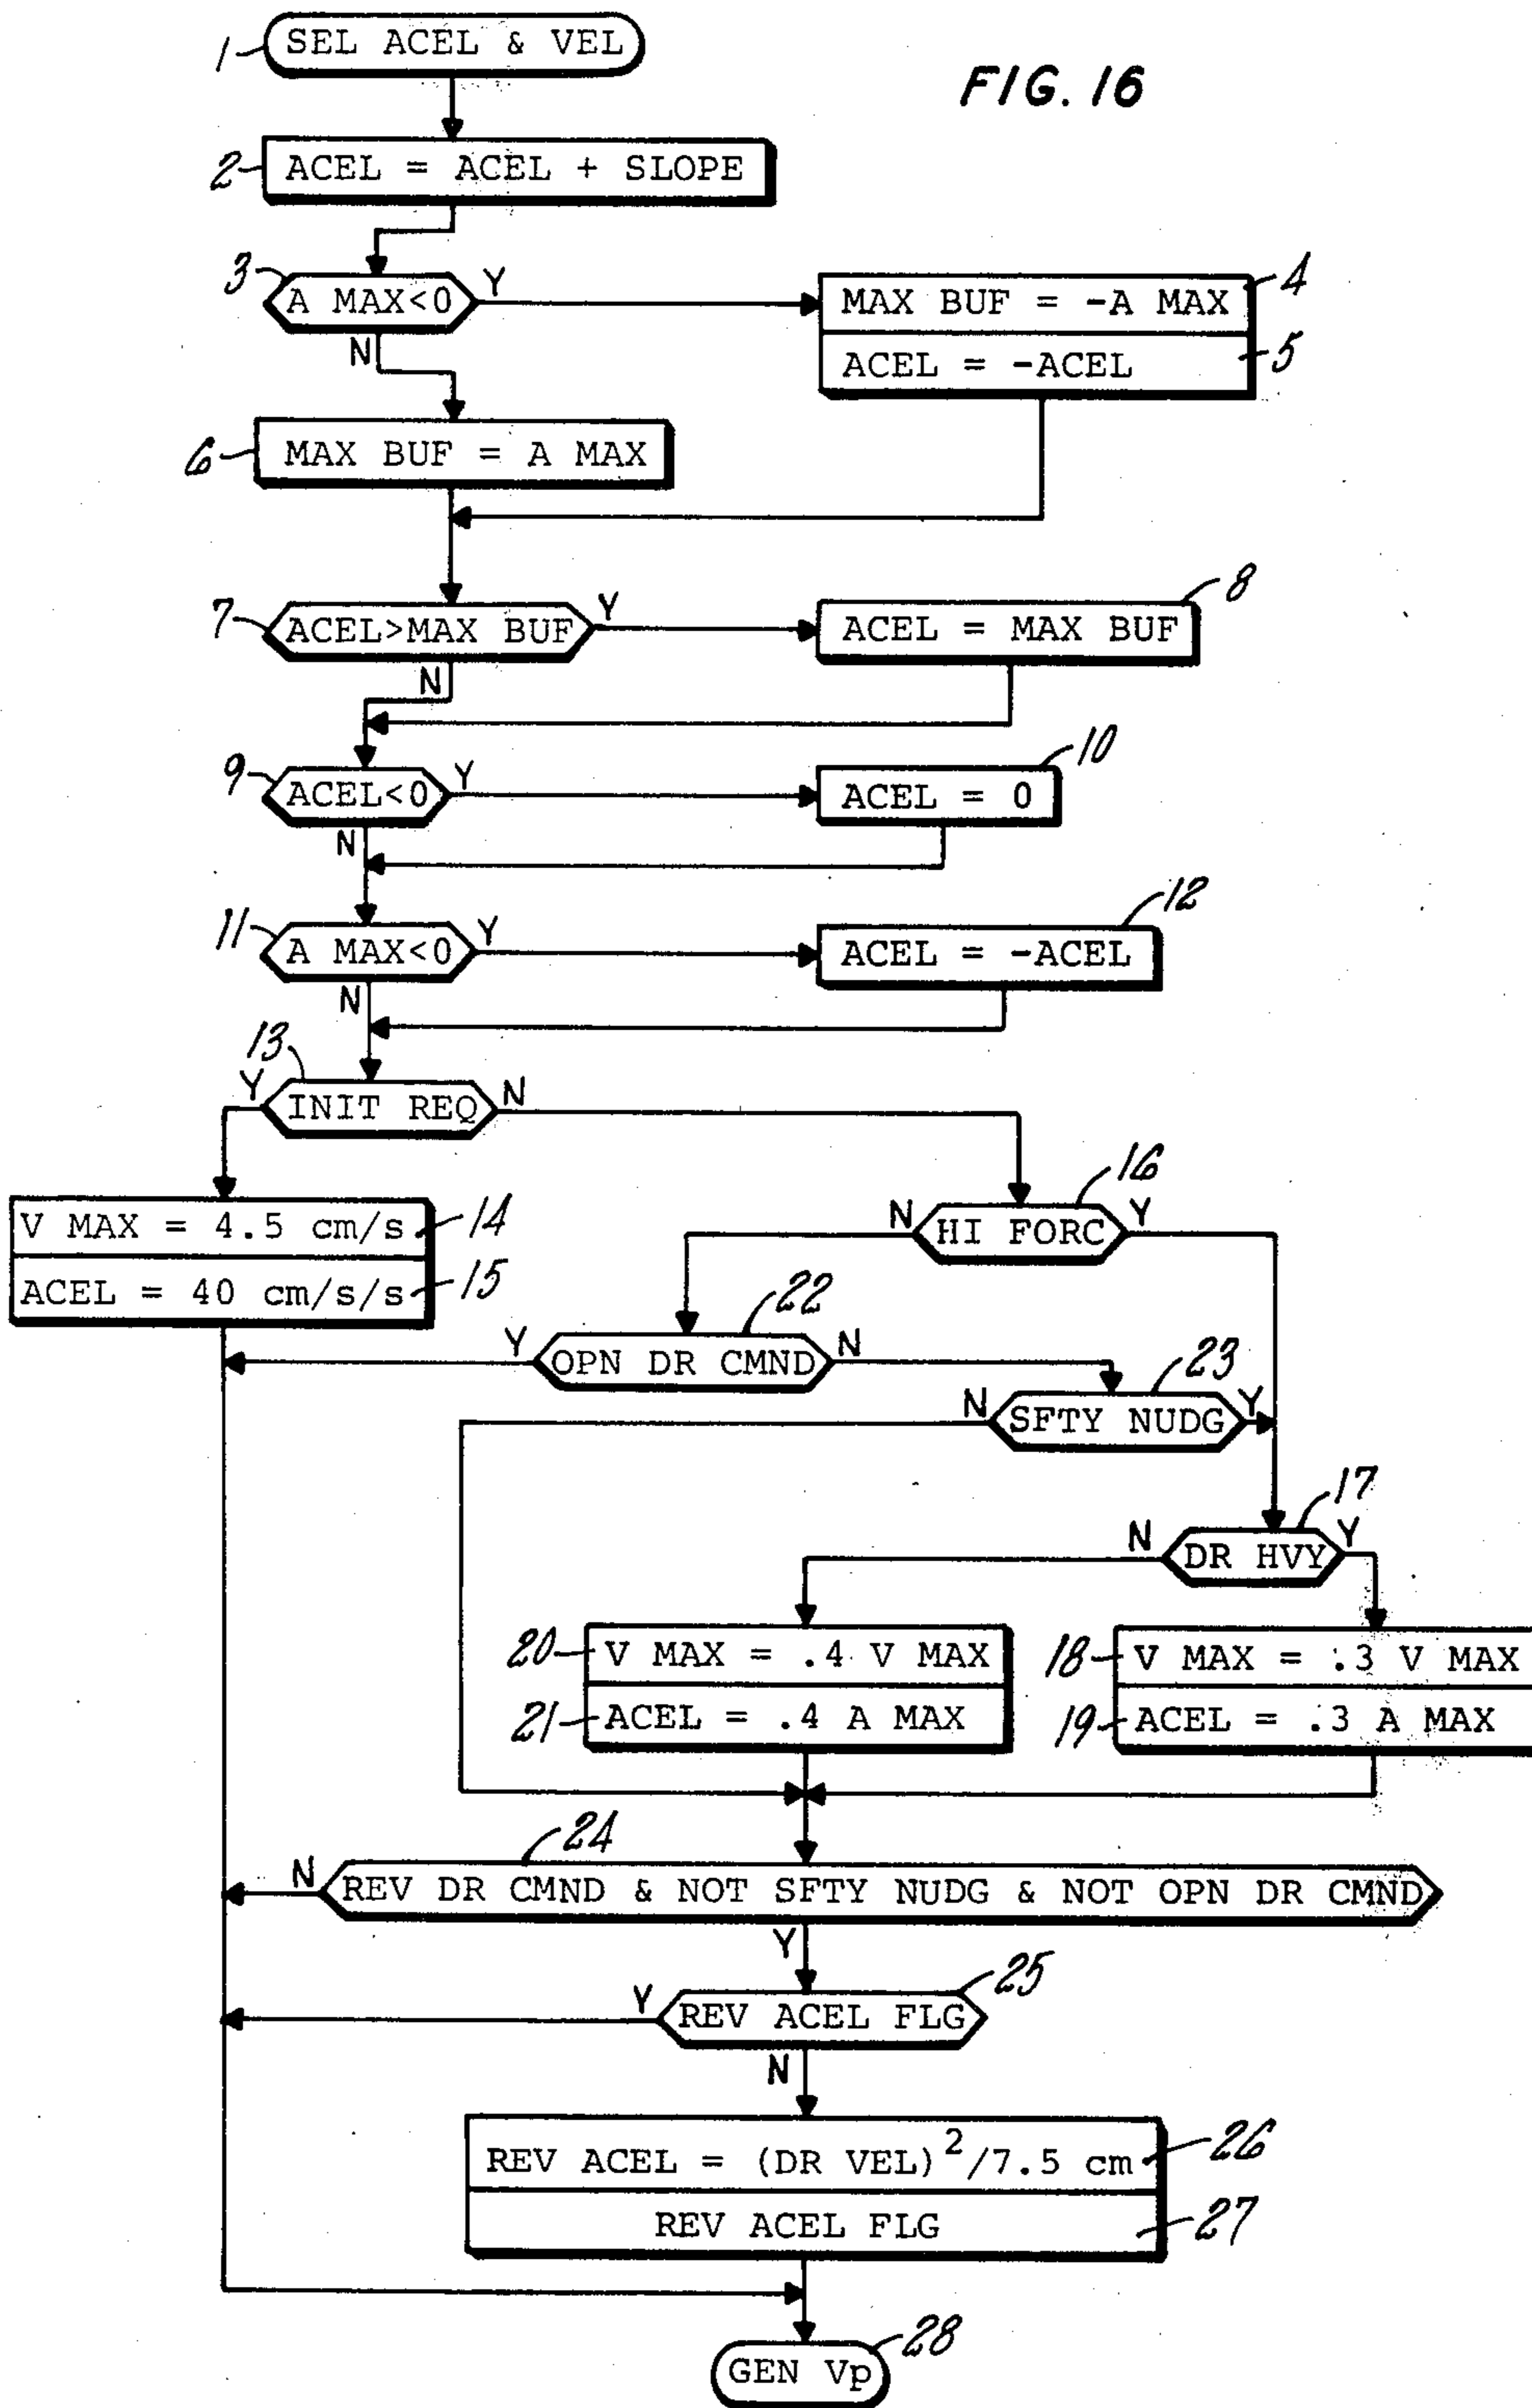 FIG. 16
1 SEL ACEL & VEL
2 ACEL = ACEL + SLOPE
3 A MAX<0 Y
N
MAX BUF = -A MAX 4
ACEL = -ACEL 5
6 MAX BUF = A MAX
7 ACEL>MAX BUF Y
N
ACEL = MAX BUF 8
9 ACEL<0 Y
N
ACEL = 0 10
11 A MAX<0 Y
N
ACEL = -ACEL 12
13
Y INIT REQ N
V MAX = 4.5 cm/s 14
ACEL = 40 cm/s/s 15
16
N HI FORC Y
22
Y OPN DR CMND N
23
N SFTY NUDG Y
17
N DR HVY Y
20 V MAX = .4 V MAX
21 ACEL = .4 A MAX
18 V MAX = .3 V MAX
19 ACEL = .3 A MAX
24
N REV DR CMND & NOT SFTY NUDG & NOT OPN DR CMND
Y
25
Y REV ACEL FLG
N
REV ACEL = (DR VEL)²/7.5 cm 26
REV ACEL FLG 27
GEN Vp 28